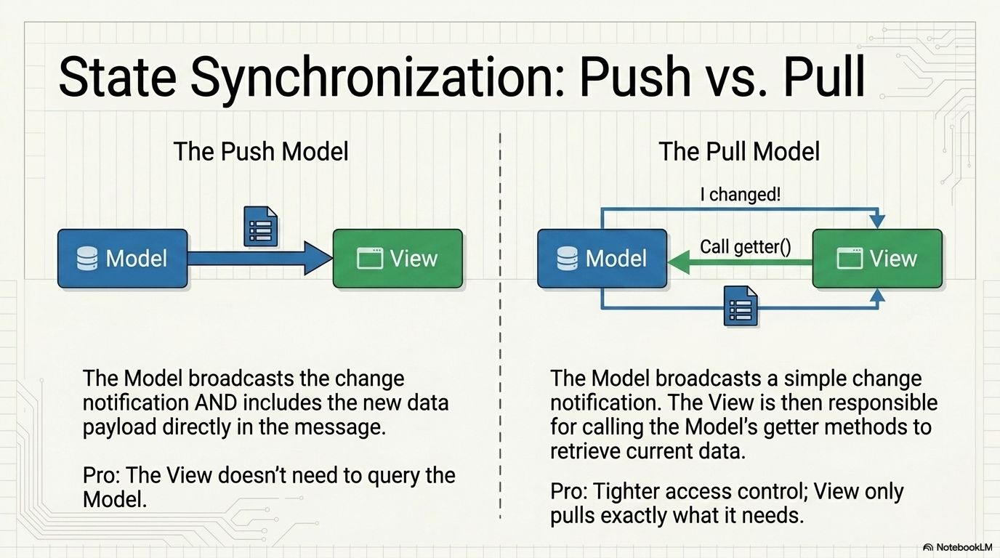 State Synchronization: Push vs. Pull
The Push Model
Model
View
The Model broadcasts the change
notification AND includes the new data
payload directly in the message.
Pro: The View doesn’t need to query the
Model.
The Pull Model
I changed!
Model
Call getter()
View
The Model broadcasts a simple change
notification. The View is then responsible
for calling the Model’s getter methods to
retrieve current data.
Pro: Tighter access control; View only
pulls exactly what it needs.
NotebookLM